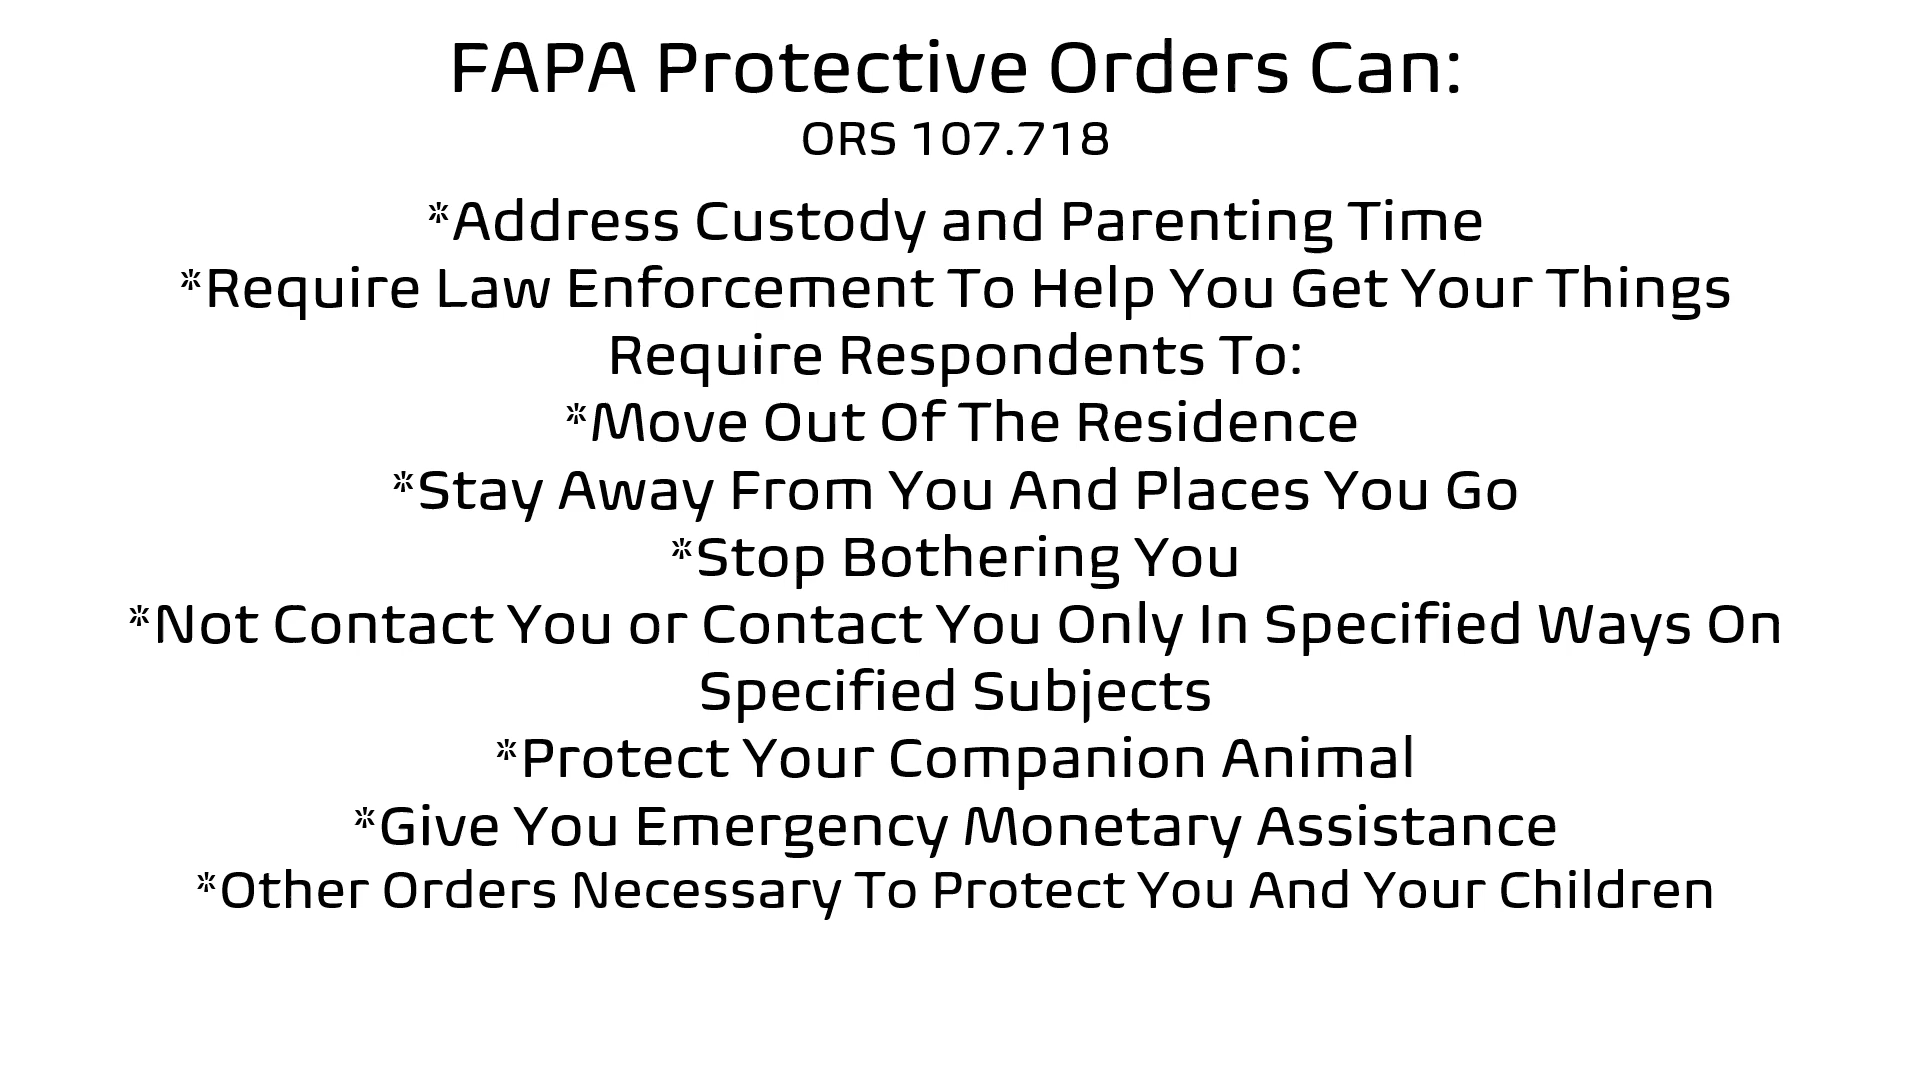 FAPA Protective Orders Can:
ORS 107.718
*Address Custody and Parenting Time
*Require Law Enforcement To Help You Get Your Things
Require Respondents To:
*Move Out Of The Residence
*Stay Away From You And Places You Go
*Stop Bothering You
*Not Contact You or Contact You Only In Specified Ways On
Specified Subjects
*Protect Your Companion Animal
*Give You Emergency Monetary Assistance
*Other Orders Necessary To Protect You And Your Children